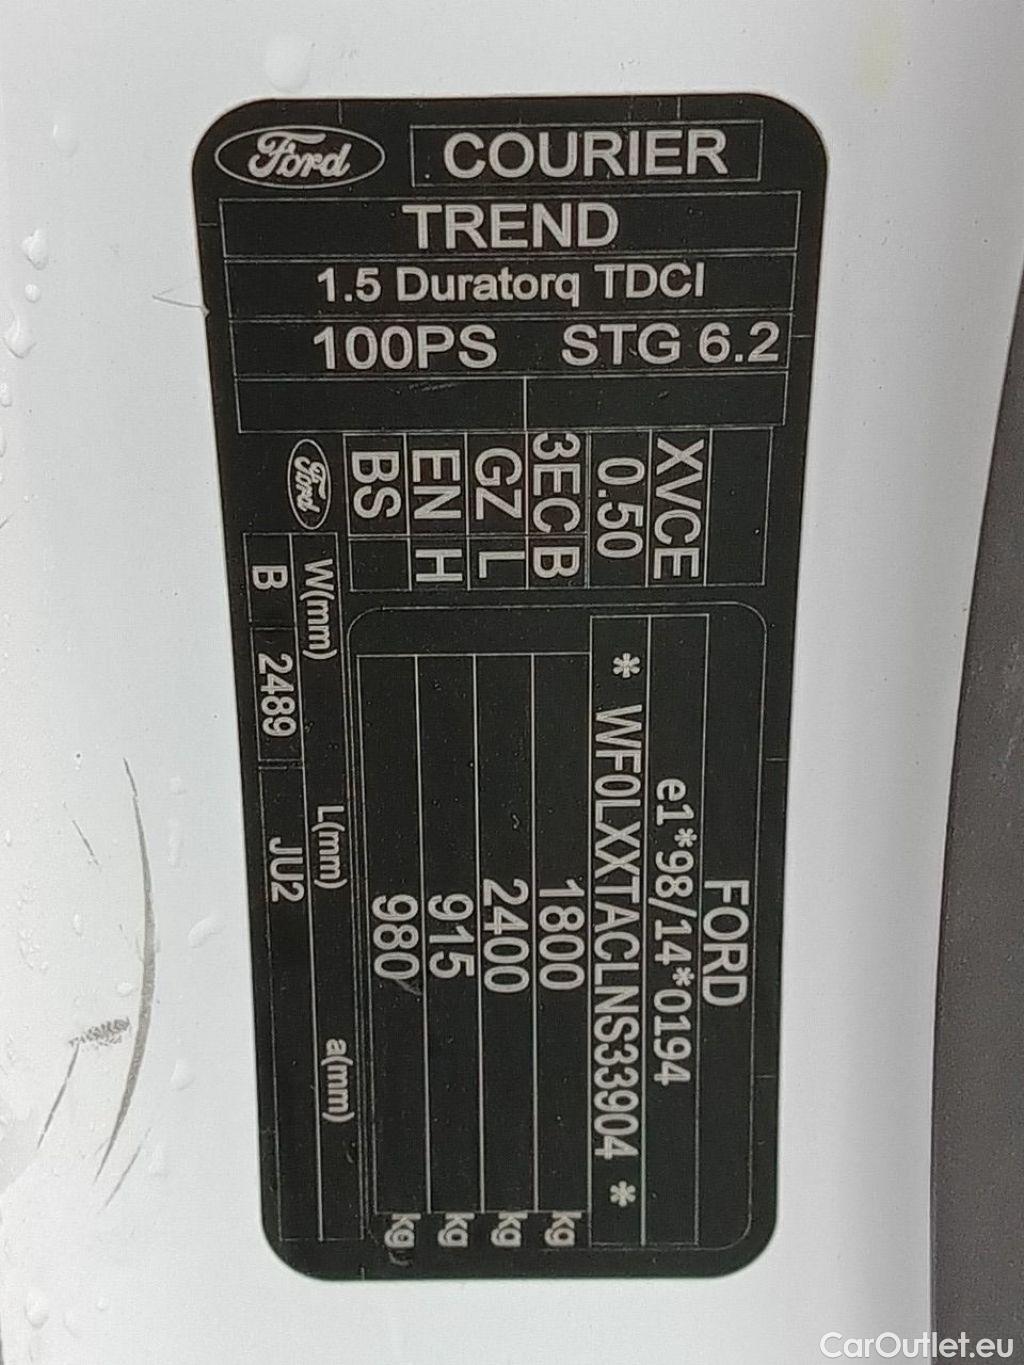 Ford COURIER
TREND
1.5 Duratorq TDCI
100PS STG 6.2
FORD
e1*98/14*0194
* WF0LXXTACLNS33904 *
1800 kg
2400 kg
915 kg
980 kg
XVCE
0.50
3ECB B
GZ L
EN H
BS
Ford
W(mm) L(mm) a(mm)
B 2489 JU2
CarOutlet.eu